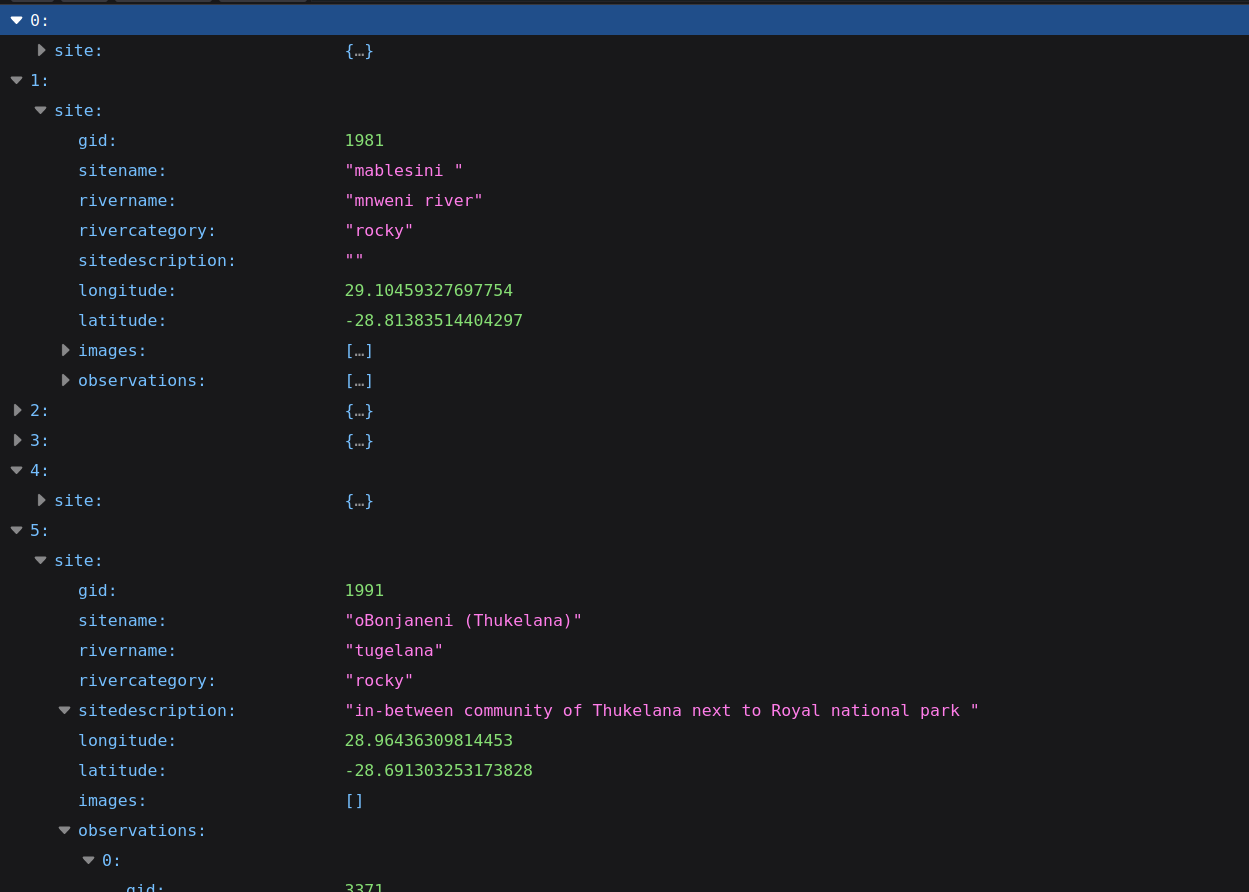 0:
site: {…}
1:
site:
gid: 1981
sitename: "mablesini "
rivername: "mnweni river"
rivercategory: "rocky"
sitedescription: ""
longitude: 29.10459327697754
latitude: -28.81383514404297
images: […]
observations: […]
2: {…}
3: {…}
4:
site: {…}
5:
site:
gid: 1991
sitename: "oBonjaneni (Thukelana)"
rivername: "tugelana"
rivercategory: "rocky"
sitedescription: "in-between community of Thukelana next to Royal national park "
longitude: 28.96436309814453
latitude: -28.691303253173828
images: []
observations:
0:
gid: 3371